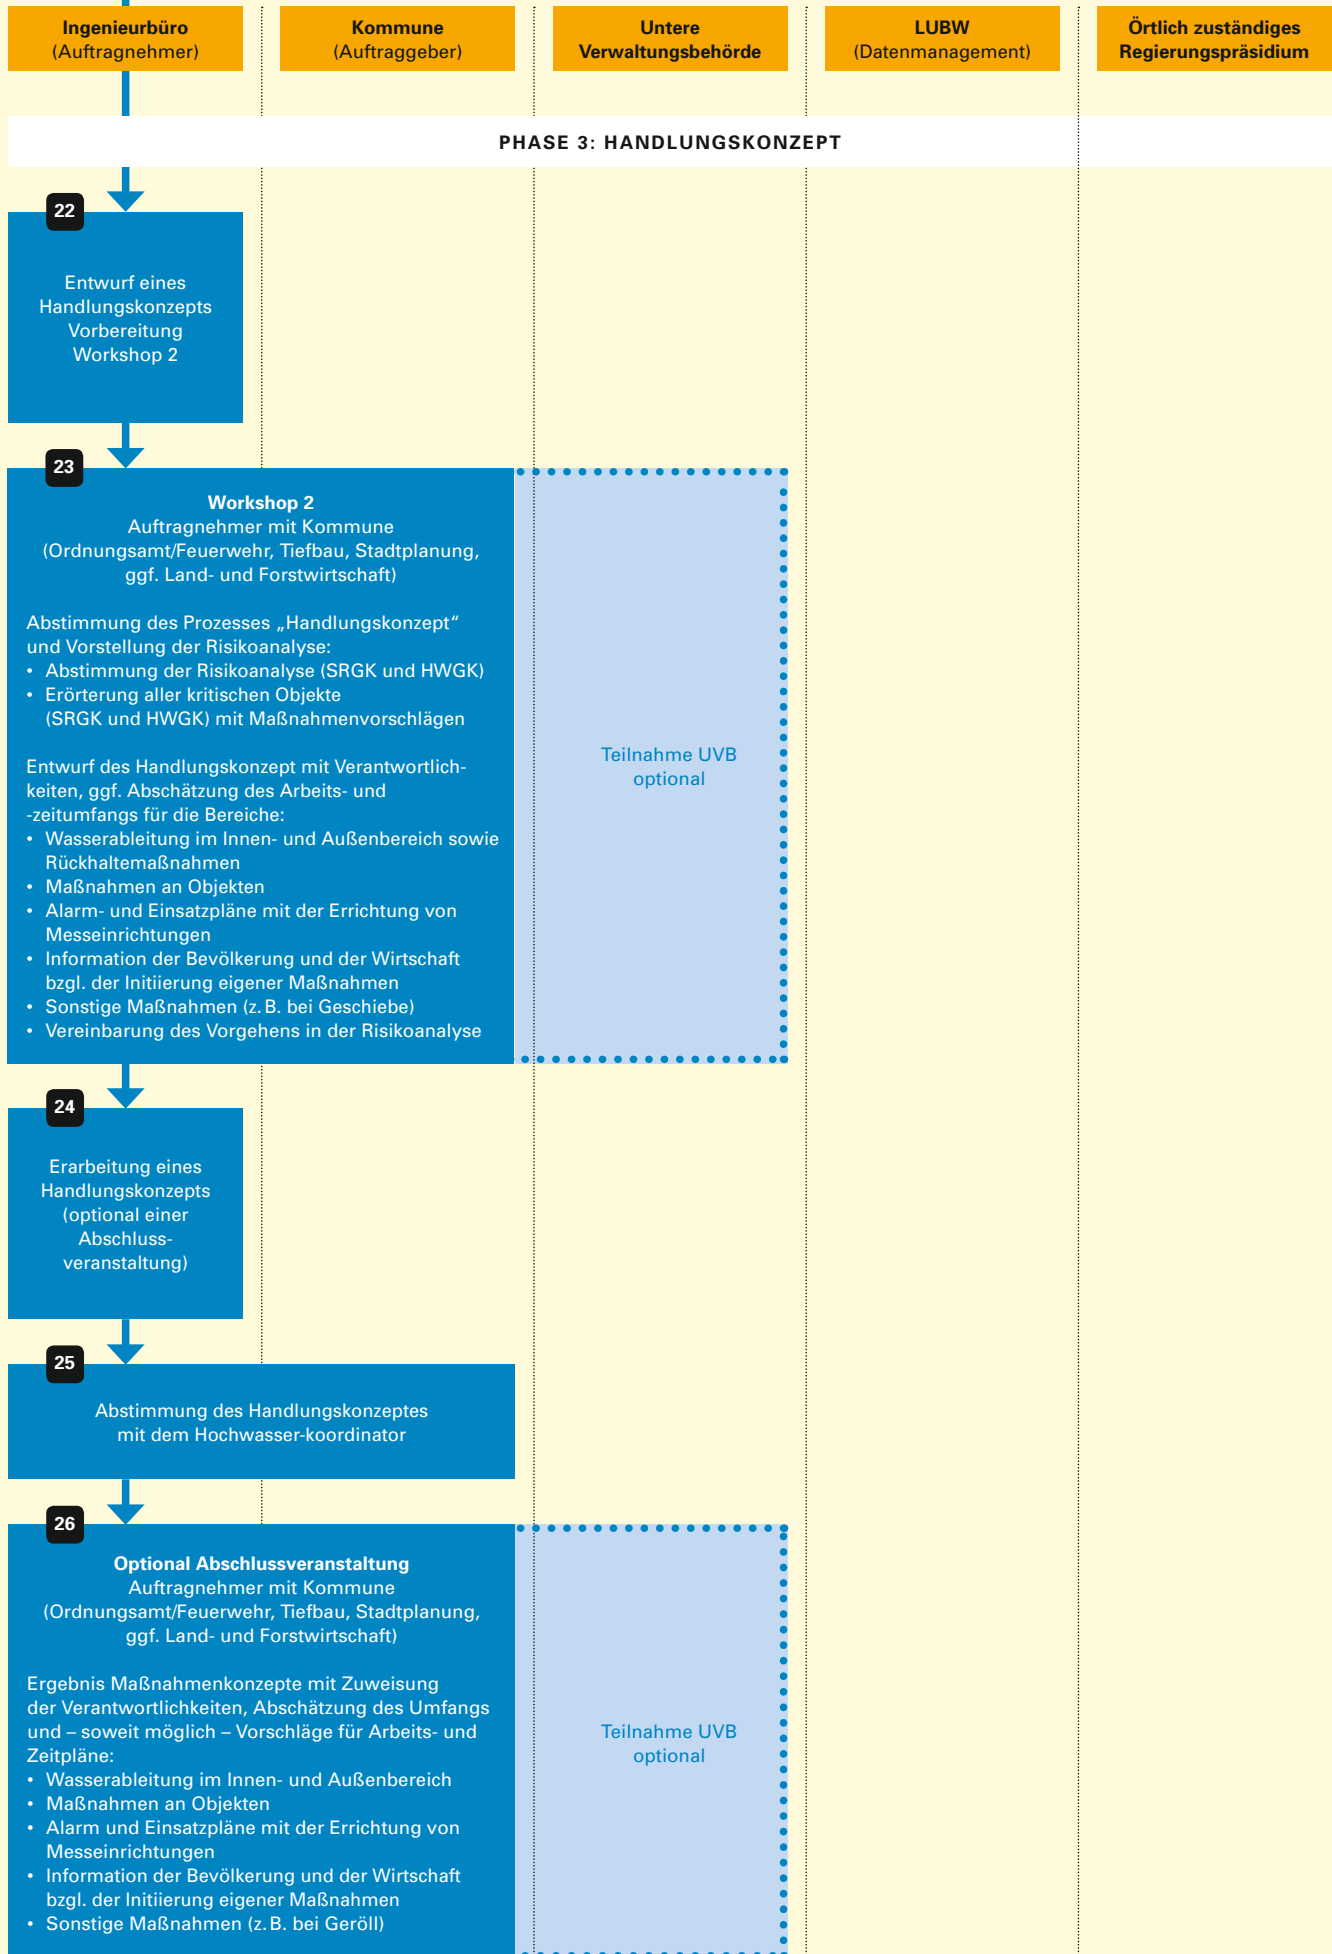 Ingenieurbüro
(Auftragnehmer)
Kommune
(Auftraggeber)
Untere
Verwaltungsbehörde
LUBW
(Datenmanagement)
Örtlich zuständiges
Regierungspräsidium
PHASE 3: HANDLUNGSKONZEPT
22
Entwurf eines
Handlungskonzepts
Vorbereitung
Workshop 2
23
Workshop 2
Auftragnehmer mit Kommune
(Ordnungsamt/Feuerwehr, Tiefbau, Stadtplanung,
ggf. Land- und Forstwirtschaft)
Abstimmung des Prozesses „Handlungskonzept“
und Vorstellung der Risikoanalyse:
• Abstimmung der Risikoanalyse (SRGK und HWGK)
• Erörterung aller kritischen Objekte
(SRGK und HWGK) mit Maßnahmenvorschlägen
Entwurf des Handlungskonzept mit Verantwortlich-
keiten, ggf. Abschätzung des Arbeits- und
-zeitumfangs für die Bereiche:
• Wasserableitung im Innen- und Außenbereich sowie
Rückhaltemaßnahmen
• Maßnahmen an Objekten
• Alarm- und Einsatzpläne mit der Errichtung von
Messeinrichtungen
• Information der Bevölkerung und der Wirtschaft
bzgl. der Initiierung eigener Maßnahmen
• Sonstige Maßnahmen (z. B. bei Geschiebe)
• Vereinbarung des Vorgehens in der Risikoanalyse
Teilnahme UVB
optional
24
Erarbeitung eines
Handlungskonzepts
(optional einer
Abschluss-
veranstaltung)
25
Abstimmung des Handlungskonzeptes
mit dem Hochwasser-koordinator
26
Optional Abschlussveranstaltung
Auftragnehmer mit Kommune
(Ordnungsamt/Feuerwehr, Tiefbau, Stadtplanung,
ggf. Land- und Forstwirtschaft)
Ergebnis Maßnahmenkonzepte mit Zuweisung
der Verantwortlichkeiten, Abschätzung des Umfangs
und – soweit möglich – Vorschläge für Arbeits- und
Zeitpläne:
• Wasserableitung im Innen- und Außenbereich
• Maßnahmen an Objekten
• Alarm und Einsatzpläne mit der Errichtung von
Messeinrichtungen
• Information der Bevölkerung und der Wirtschaft
bzgl. der Initiierung eigener Maßnahmen
• Sonstige Maßnahmen (z. B. bei Geröll)
Teilnahme UVB
optional